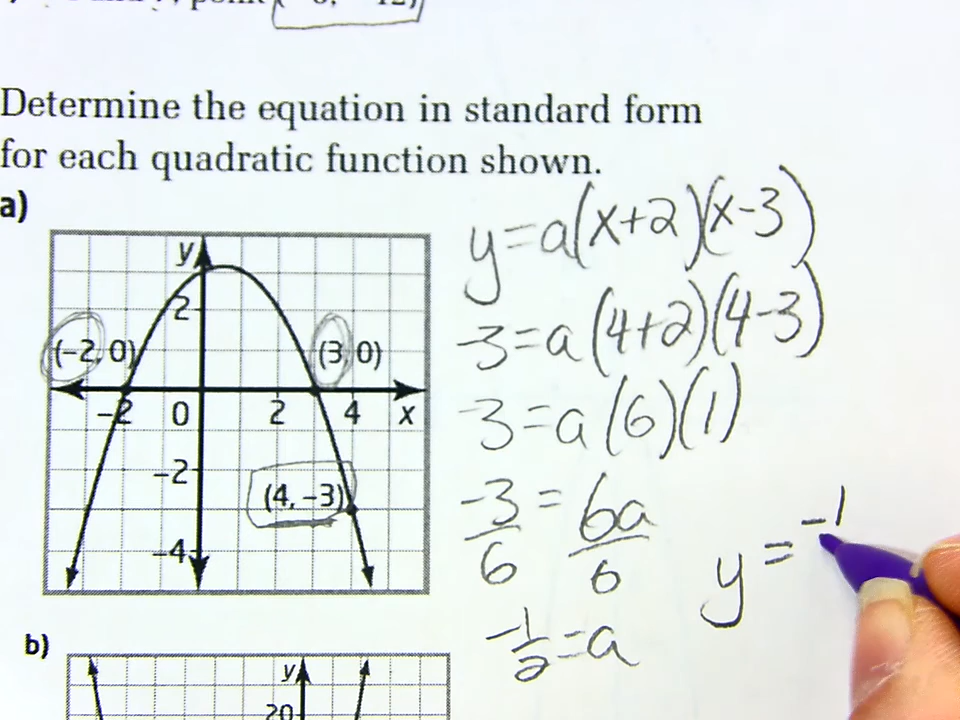 Determine the equation in standard form
for each quadratic function shown.
a)
y
2
(-2, 0)
(3, 0)
-2 0 2 4 x
-2
(4, -3)
-4
b)
y
20
y=a(x+2)(x-3)
-3=a(4+2)(4-3)
-3=a(6)(1)
-3/6 = 6a/6
-1/2=a
y=-1